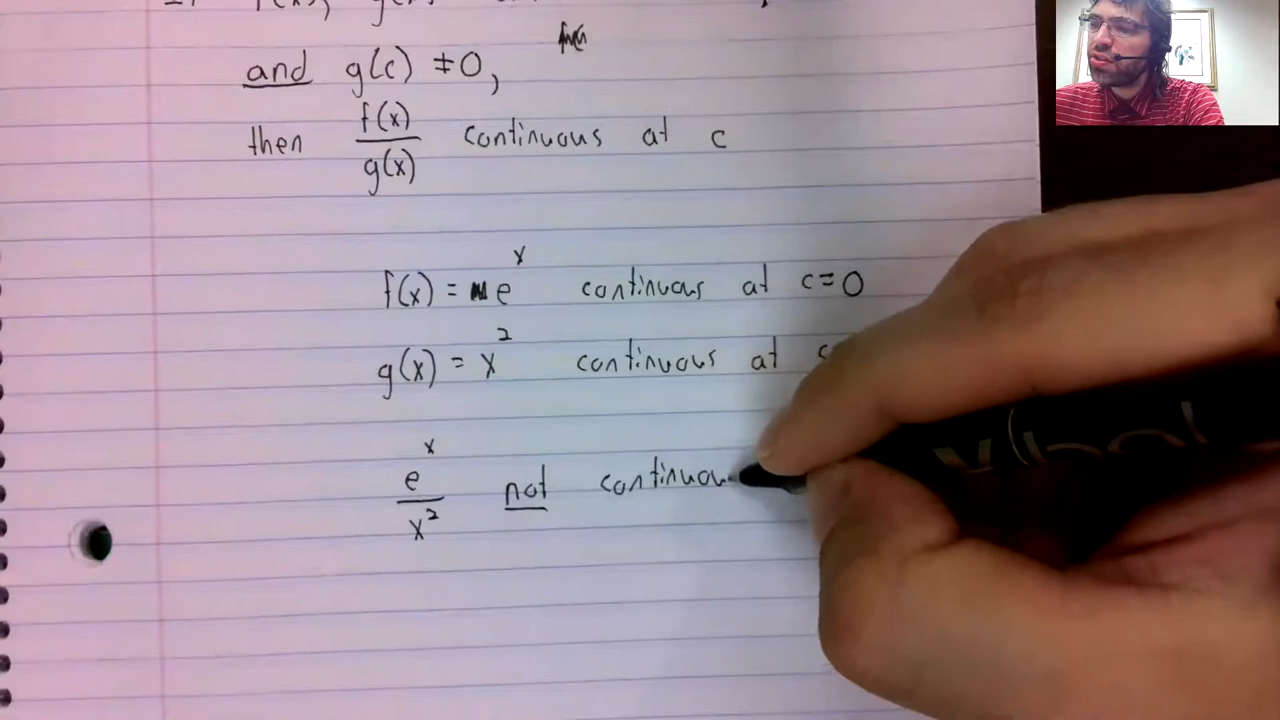 and g(c) ≠ 0,
then f(x)/g(x) continuous at c
f(x) = e^x continuous at c=0
g(x) = x^2 continuous at
e^x/x^2 not continuou